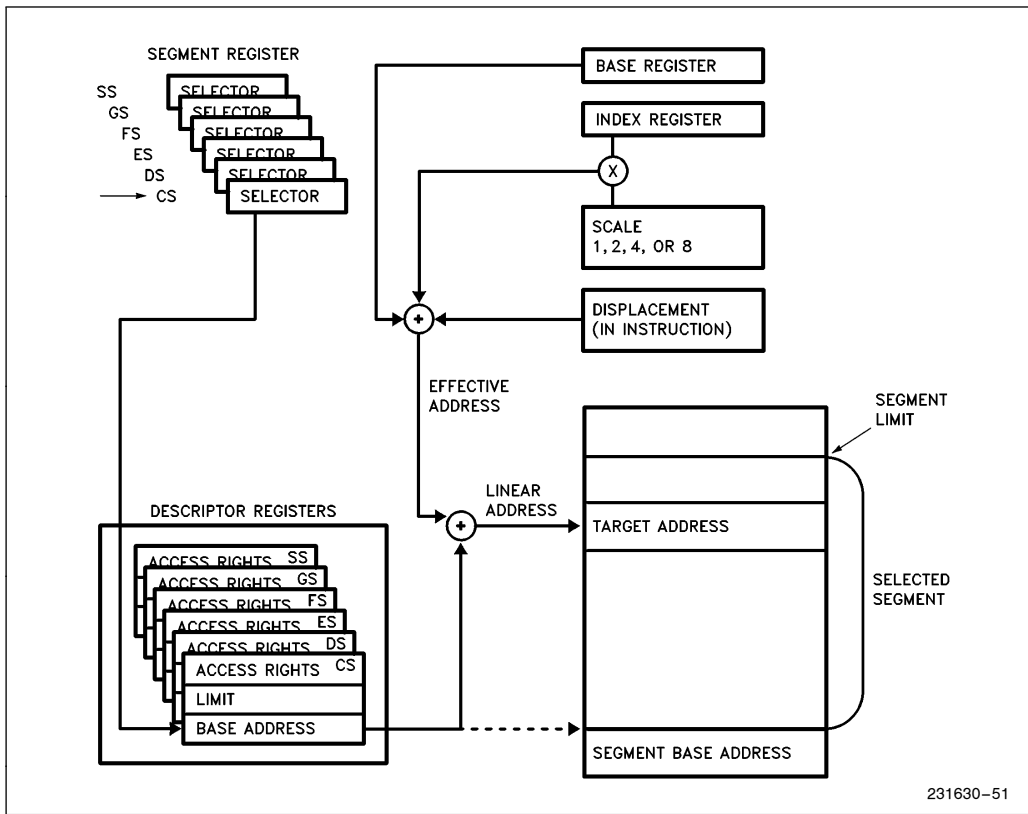 SEGMENT REGISTER
SS
GS
FS
ES
DS
CS
SELECTOR
SELECTOR
SELECTOR
SELECTOR
SELECTOR
SELECTOR
BASE REGISTER
INDEX REGISTER
X
SCALE
1, 2, 4, OR 8
DISPLACEMENT
(IN INSTRUCTION)
+
EFFECTIVE
ADDRESS
SEGMENT
LIMIT
LINEAR
ADDRESS
+
TARGET ADDRESS
SELECTED
SEGMENT
DESCRIPTOR REGISTERS
ACCESS RIGHTS SS
ACCESS RIGHTS GS
ACCESS RIGHTS FS
ACCESS RIGHTS ES
ACCESS RIGHTS DS
ACCESS RIGHTS CS
LIMIT
BASE ADDRESS
SEGMENT BASE ADDRESS
231630–51